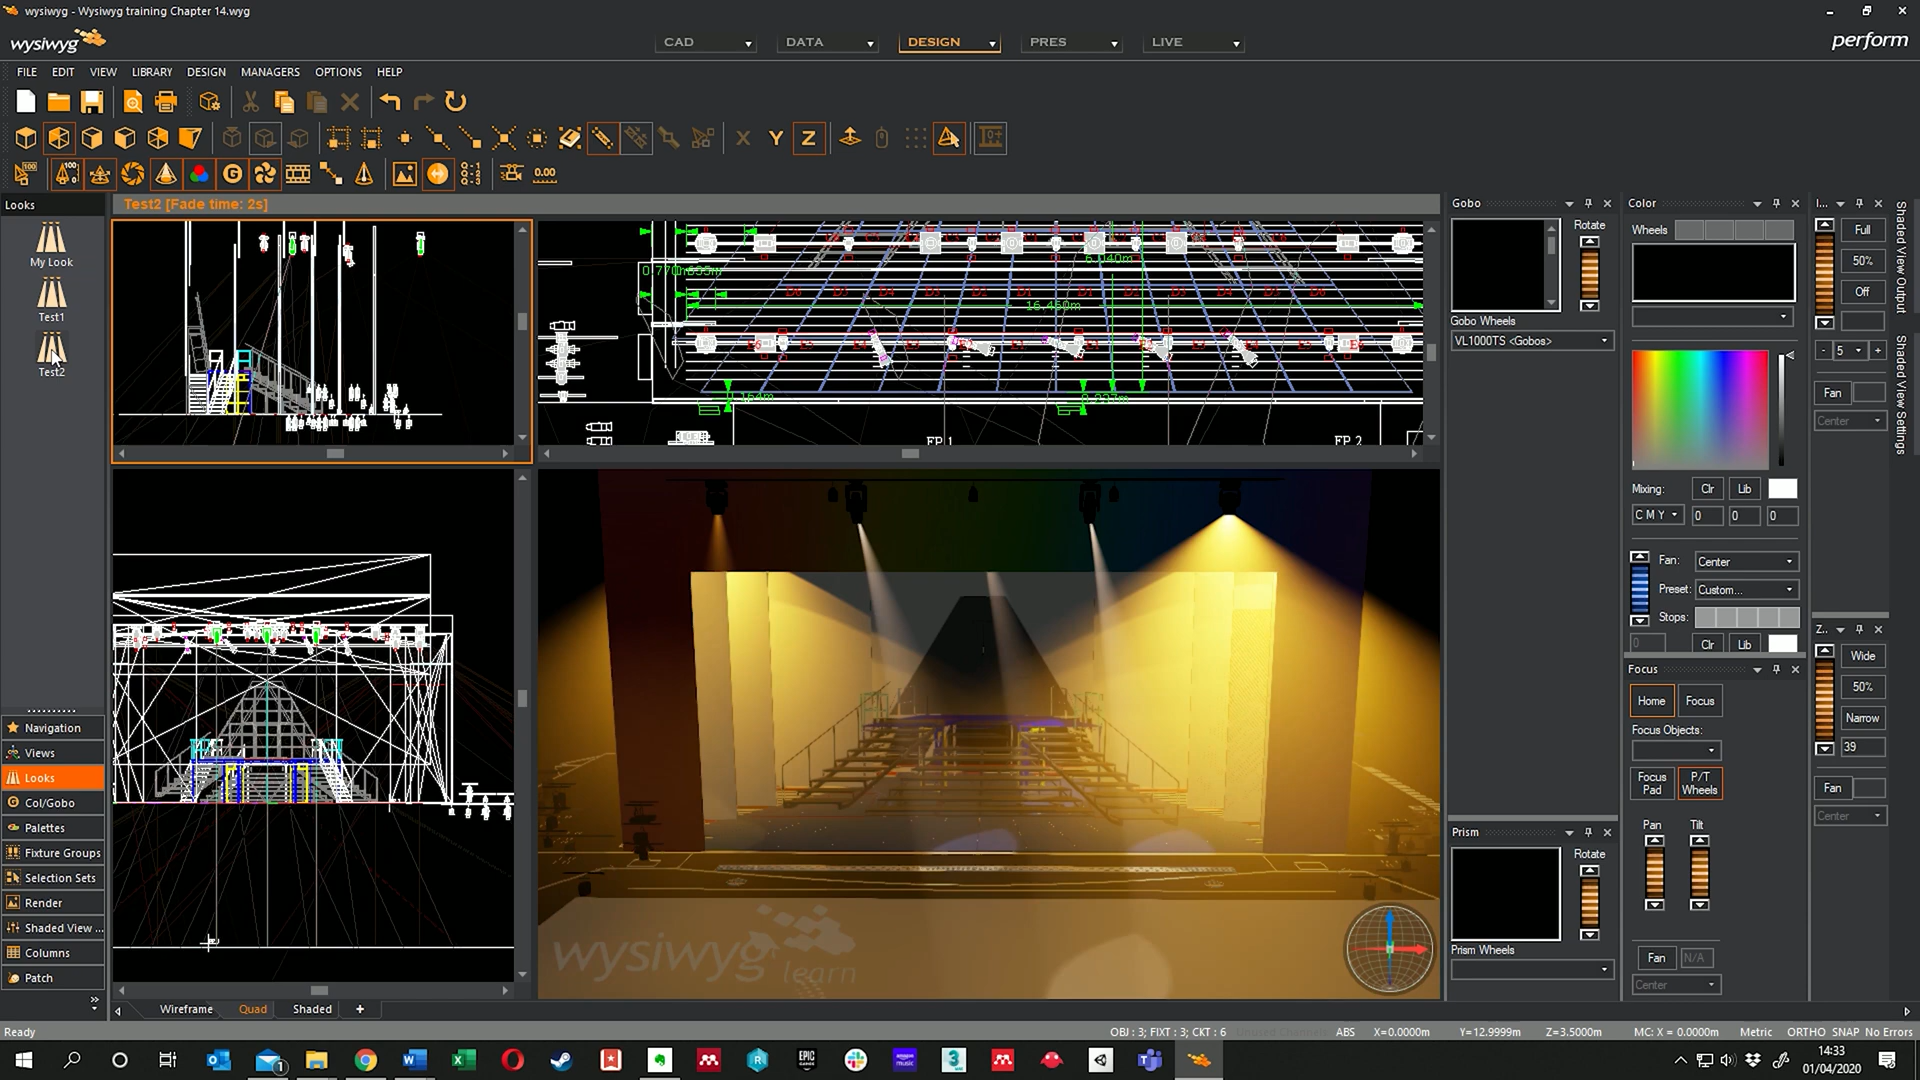 wysiwyg - Wysiwyg training Chapter 14.wyg
wysiwyg
CAD DATA DESIGN PRES LIVE
perform
FILE EDIT VIEW LIBRARY DESIGN MANAGERS OPTIONS HELP
X Y Z
0.00
Looks
Test2 [Fade time: 2s]
My Look
Test1
Test2
Navigation
Views
Looks
Col/Gobo
Palettes
Fixture Groups
Selection Sets
Render
Shaded View ...
Columns
Patch
16.460m
FP 1
FP 2
wysiwyg
learn
Wireframe Quad Shaded +
Gobo
Rotate
Gobo Wheels
VL1000TS <Gobos>
Prism
Rotate
Prism Wheels
Color
Wheels
Mixing: Clr Lib
C M Y 0 0 0
Fan: Center
Preset: Custom...
Stops:
0 Clr Lib
Focus
Home Focus
Focus Objects:
Focus Pad
P/T Wheels
Pan Tilt
Fan N/A
Center
I...
Full
50%
Off
- 5 +
Fan
Center
Z..
Wide
50%
Narrow
39
Fan
Center
Shaded View Output
Shaded View Settings
Ready
OBJ : 3; FIXT : 3; CKT : 6
ABS X=0.0000m Y=12.9999m Z=3.5000m MC: X = 0.0000m Metric ORTHO SNAP No Errors
14:33
01/04/2020